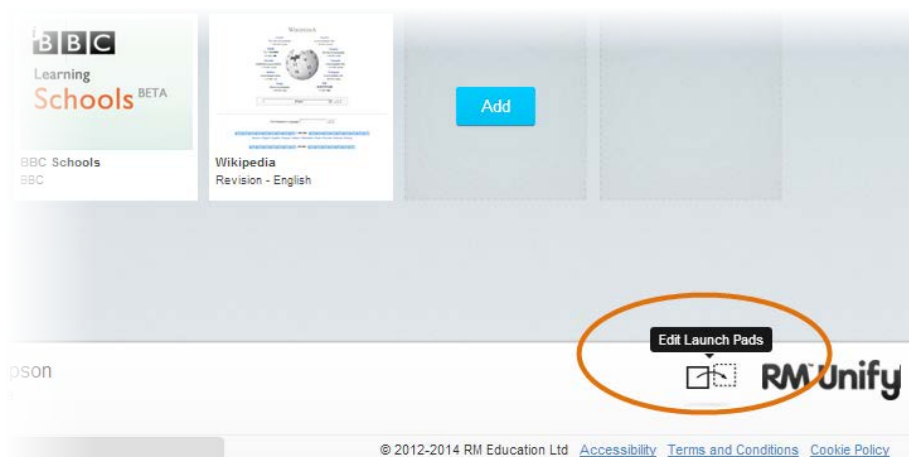 BBC
Learning
Schools BETA
BBC Schools
BBC
Wikipedia
Revision - English
Add
Edit Launch Pads
pson
RM Unify
© 2012-2014 RM Education Ltd Accessibility Terms and Conditions Cookie Policy